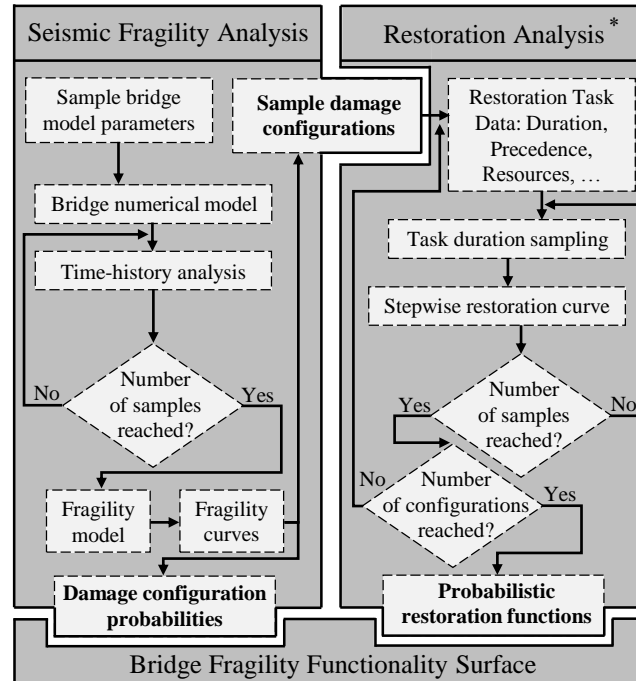 Seismic Fragility Analysis
Sample bridge
model parameters
Bridge numerical model
Time-history analysis
No
Number
of samples
reached?
Yes
Fragility
model
Fragility
curves
Damage configuration
probabilities
Sample damage
configurations
Restoration Analysis*
Restoration Task
Data: Duration,
Precedence,
Resources, …
Task duration sampling
Stepwise restoration curve
Yes
Number
of samples
reached?
No
No
Number
of configurations
reached?
Yes
Probabilistic
restoration functions
Bridge Fragility Functionality Surface